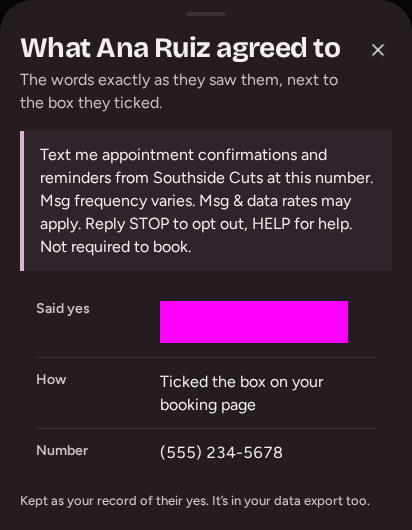 What Ana Ruiz agreed to
The words exactly as they saw them, next to
the box they ticked.
Text me appointment confirmations and
reminders from Southside Cuts at this number.
Msg frequency varies. Msg & data rates may
apply. Reply STOP to opt out, HELP for help.
Not required to book.
Said yes
How
Ticked the box on your
booking page
Number
(555) 234-5678
Kept as your record of their yes. It's in your data export too.